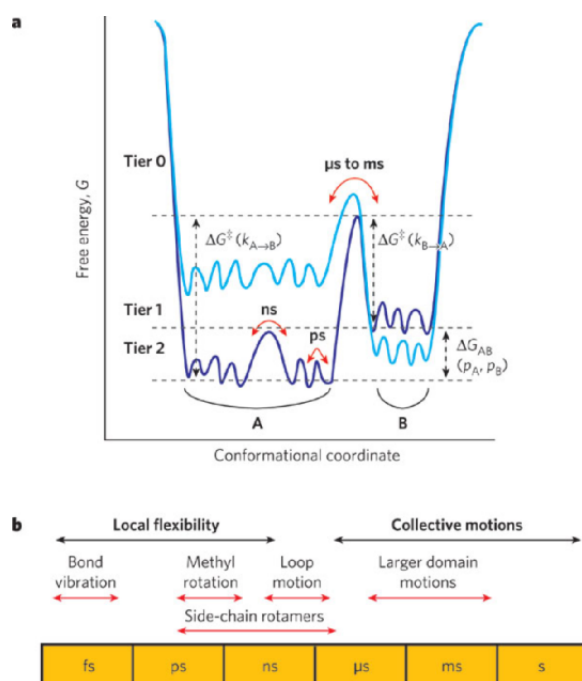 a
Free energy, G
Tier 0
Tier 1
Tier 2
µs to ms
ΔG‡ (kA→B)
ΔG‡ (kB→A)
ns
ps
ΔGAB
(pA, pB)
A
B
Conformational coordinate
b
Local flexibility
Collective motions
Bond
vibration
Methyl
rotation
Loop
motion
Larger domain
motions
Side-chain rotamers
fs
ps
ns
µs
ms
s